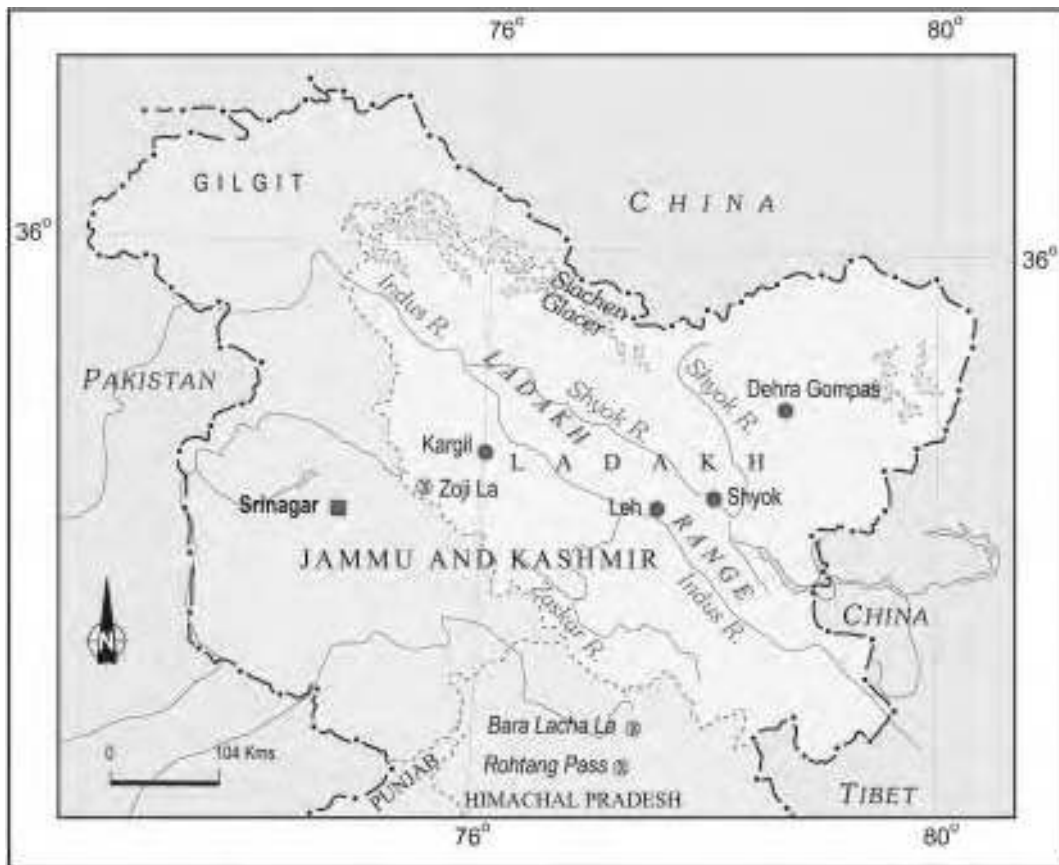 76°
80°
GILGIT
CHINA
36°
36°
Indus R.
Siachen
Glacer
PAKISTAN
LADAKH
Shyok R.
Shyok R.
Dehra Gompas
Kargil
LADAKH
Zoji La
Srinagar
Leh
Shyok
RANGE
JAMMU AND KASHMIR
Zaskar R.
Indus R.
CHINA
N
Bara Lacha La
0
104 Kms
Rohtang Pass
PUNJAB
HIMACHAL PRADESH
TIBET
76°
80°